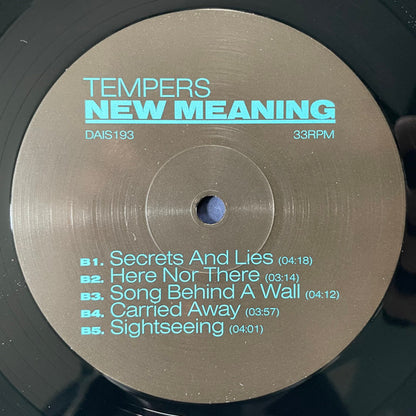 TEMPERS
NEW MEANING
DAIS193 33RPM
B1. Secrets And Lies (04:18)
B2. Here Nor There (03:14)
B3. Song Behind A Wall (04:12)
B4. Carried Away (03:57)
B5. Sightseeing (04:01)